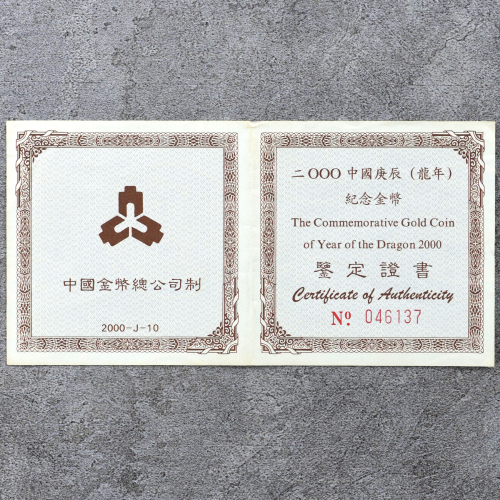 中國金幣總公司制
2000-J-10
二OOO 中國庚辰（龍年）
紀念金幣
The Commemorative Gold Coin
of Year of the Dragon 2000
鑒定證書
Certificate of Authenticity
Nº 046137